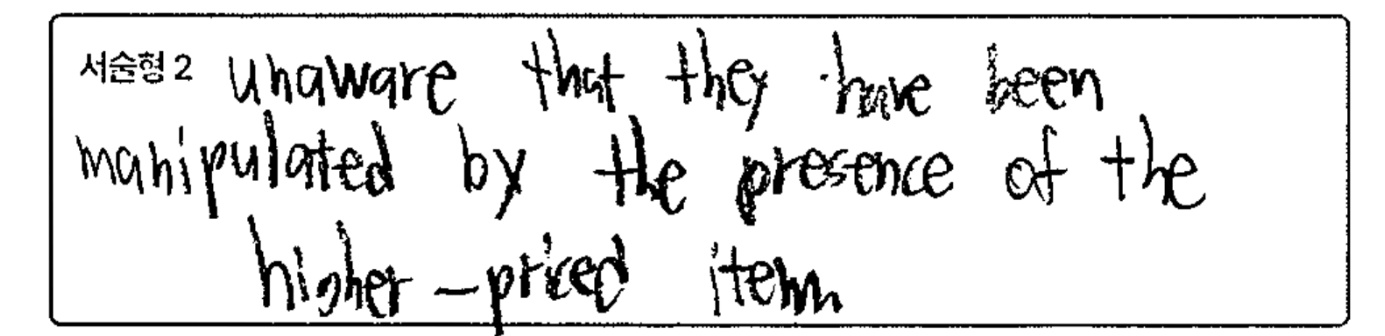 서술형 2 unaware that they have been
manipulated by the presence of the
higher-priced item